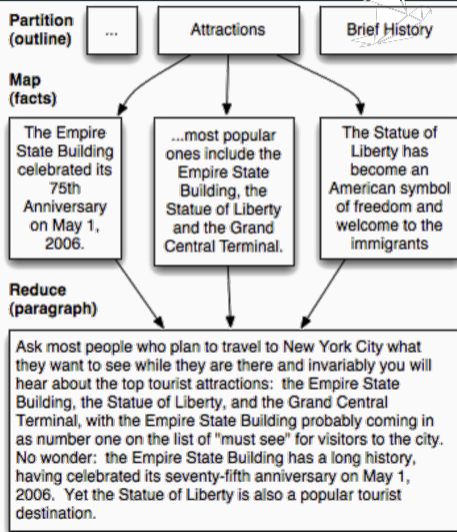 Partition
(outline)
...
Attractions
Brief History
Map
(facts)
The Empire
State Building
celebrated its
75th
Anniversary
on May 1,
2006.
...most popular
ones include the
Empire State
Building, the
Statue of Liberty
and the Grand
Central Terminal.
The Statue of
Liberty has
become an
American symbol
of freedom and
welcome to the
immigrants
Reduce
(paragraph)
Ask most people who plan to travel to New York City what
they want to see while they are there and invariably you will
hear about the top tourist attractions: the Empire State
Building, the Statue of Liberty, and the Grand Central
Terminal, with the Empire State Building probably coming in
as number one on the list of "must see" for visitors to the city.
No wonder: the Empire State Building has a long history,
having celebrated its seventy-fifth anniversary on May 1,
2006. Yet the Statue of Liberty is also a popular tourist
destination.